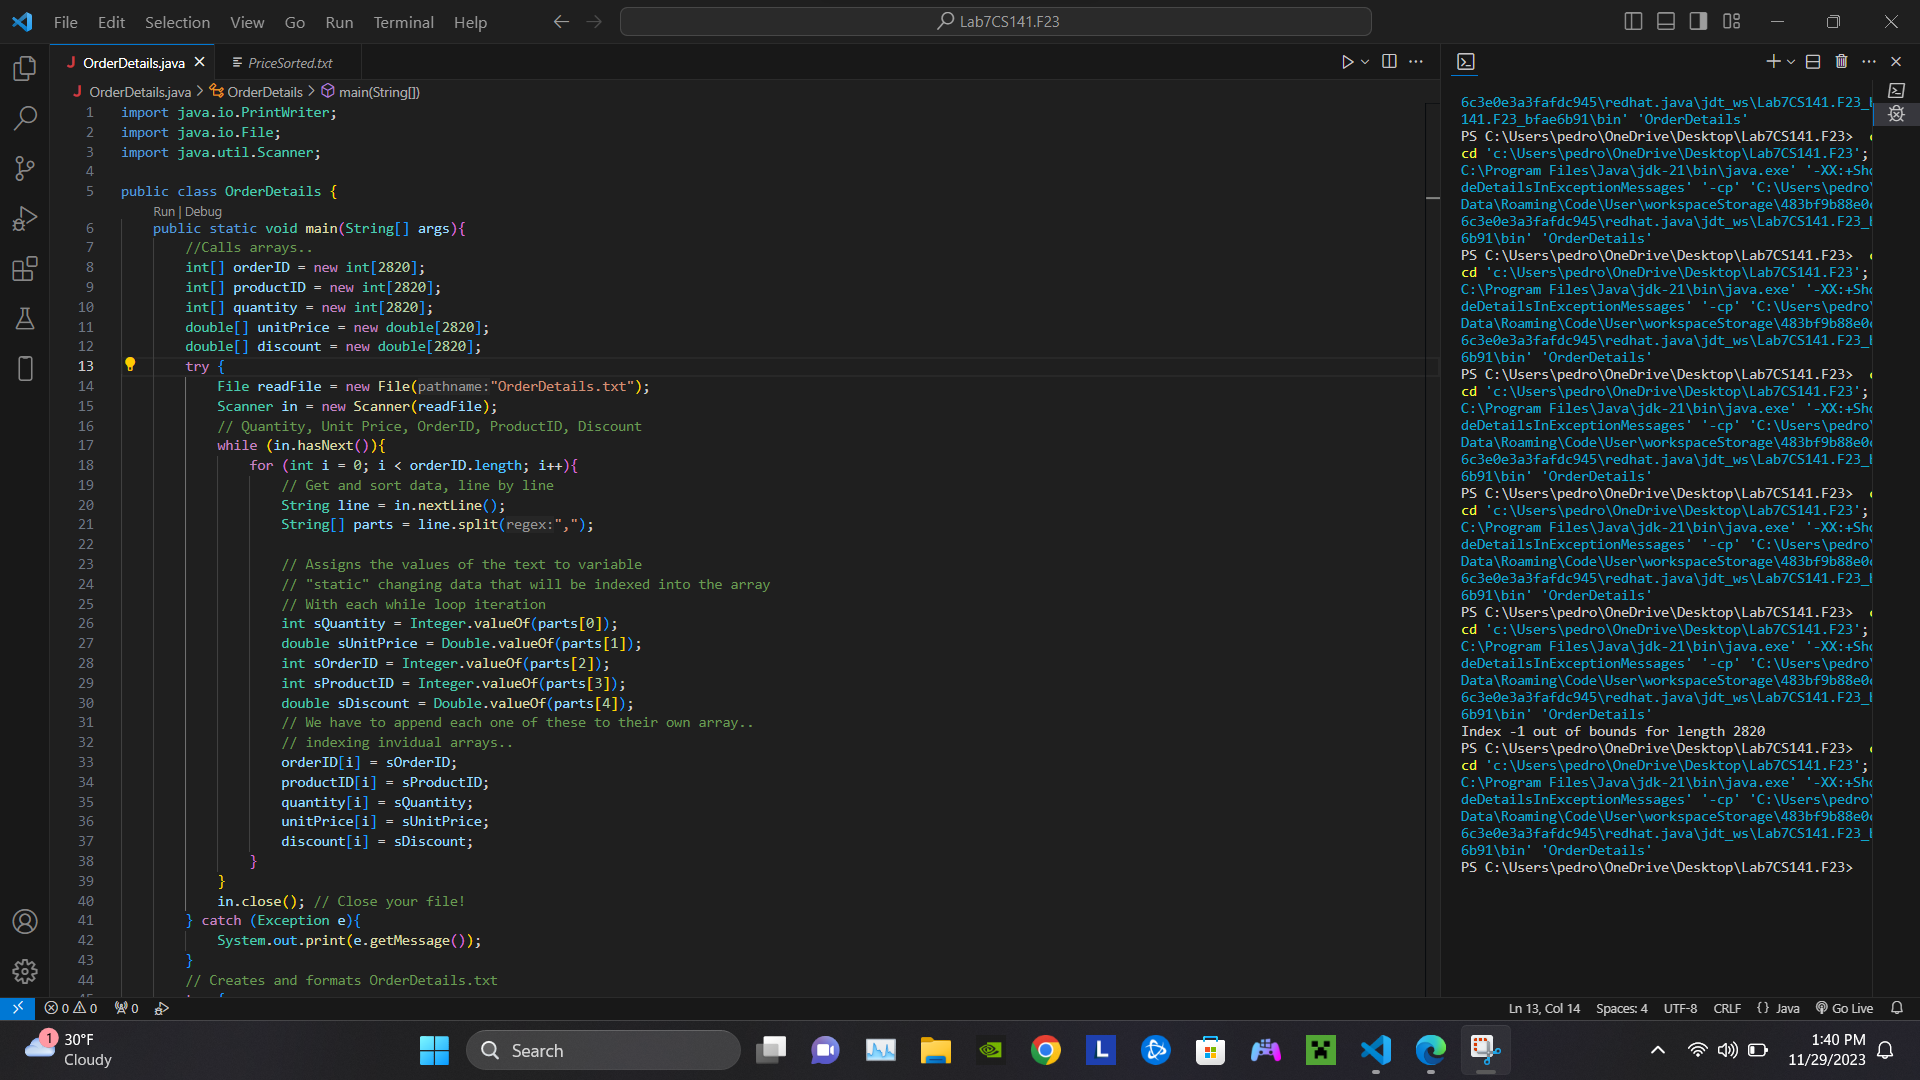 File Edit Selection View Go Run Terminal Help
Lab7CS141.F23
OrderDetails.java
PriceSorted.txt
OrderDetails.java > OrderDetails > main(String[])
1 import java.io.PrintWriter;
2 import java.io.File;
3 import java.util.Scanner;
4
5 public class OrderDetails {
Run | Debug
6 public static void main(String[] args){
7 //Calls arrays..
8 int[] orderID = new int[2820];
9 int[] productID = new int[2820];
10 int[] quantity = new int[2820];
11 double[] unitPrice = new double[2820];
12 double[] discount = new double[2820];
13 try {
14 File readFile = new File(pathname:"OrderDetails.txt");
15 Scanner in = new Scanner(readFile);
16 // Quantity, Unit Price, OrderID, ProductID, Discount
17 while (in.hasNext()){
18 for (int i = 0; i < orderID.length; i++){
19 // Get and sort data, line by line
20 String line = in.nextLine();
21 String[] parts = line.split(regex:",");
22
23 // Assigns the values of the text to variable
24 // "static" changing data that will be indexed into the array
25 // With each while loop iteration
26 int sQuantity = Integer.valueOf(parts[0]);
27 double sUnitPrice = Double.valueOf(parts[1]);
28 int sOrderID = Integer.valueOf(parts[2]);
29 int sProductID = Integer.valueOf(parts[3]);
30 double sDiscount = Double.valueOf(parts[4]);
31 // We have to append each one of these to their own array..
32 // indexing invidual arrays..
33 orderID[i] = sOrderID;
34 productID[i] = sProductID;
35 quantity[i] = sQuantity;
36 unitPrice[i] = sUnitPrice;
37 discount[i] = sDiscount;
38 }
39 }
40 in.close(); // Close your file!
41 } catch (Exception e){
42 System.out.print(e.getMessage());
43 }
44 // Creates and formats OrderDetails.txt
6c3e0e3a3fafdc945\redhat.java\jdt_ws\Lab7CS141.F23_
141.F23_bfae6b91\bin' 'OrderDetails'
PS C:\Users\pedro\OneDrive\Desktop\Lab7CS141.F23>
cd 'c:\Users\pedro\OneDrive\Desktop\Lab7CS141.F23';
C:\Program Files\Java\jdk-21\bin\java.exe' '-XX:+Sho
deDetailsInExceptionMessages' '-cp' 'C:\Users\pedro\
Data\Roaming\Code\User\workspaceStorage\483bf9b88e0
6c3e0e3a3fafdc945\redhat.java\jdt_ws\Lab7CS141.F23_
6b91\bin' 'OrderDetails'
PS C:\Users\pedro\OneDrive\Desktop\Lab7CS141.F23>
cd 'c:\Users\pedro\OneDrive\Desktop\Lab7CS141.F23';
C:\Program Files\Java\jdk-21\bin\java.exe' '-XX:+Sho
deDetailsInExceptionMessages' '-cp' 'C:\Users\pedro\
Data\Roaming\Code\User\workspaceStorage\483bf9b88e0
6c3e0e3a3fafdc945\redhat.java\jdt_ws\Lab7CS141.F23_
6b91\bin' 'OrderDetails'
PS C:\Users\pedro\OneDrive\Desktop\Lab7CS141.F23>
cd 'c:\Users\pedro\OneDrive\Desktop\Lab7CS141.F23';
C:\Program Files\Java\jdk-21\bin\java.exe' '-XX:+Sho
deDetailsInExceptionMessages' '-cp' 'C:\Users\pedro\
Data\Roaming\Code\User\workspaceStorage\483bf9b88e0
6c3e0e3a3fafdc945\redhat.java\jdt_ws\Lab7CS141.F23_
6b91\bin' 'OrderDetails'
PS C:\Users\pedro\OneDrive\Desktop\Lab7CS141.F23>
cd 'c:\Users\pedro\OneDrive\Desktop\Lab7CS141.F23';
C:\Program Files\Java\jdk-21\bin\java.exe' '-XX:+Sho
deDetailsInExceptionMessages' '-cp' 'C:\Users\pedro\
Data\Roaming\Code\User\workspaceStorage\483bf9b88e0
6c3e0e3a3fafdc945\redhat.java\jdt_ws\Lab7CS141.F23_
6b91\bin' 'OrderDetails'
PS C:\Users\pedro\OneDrive\Desktop\Lab7CS141.F23>
cd 'c:\Users\pedro\OneDrive\Desktop\Lab7CS141.F23';
C:\Program Files\Java\jdk-21\bin\java.exe' '-XX:+Sho
deDetailsInExceptionMessages' '-cp' 'C:\Users\pedro\
Data\Roaming\Code\User\workspaceStorage\483bf9b88e0
6c3e0e3a3fafdc945\redhat.java\jdt_ws\Lab7CS141.F23_
6b91\bin' 'OrderDetails'
Index -1 out of bounds for length 2820
PS C:\Users\pedro\OneDrive\Desktop\Lab7CS141.F23>
cd 'c:\Users\pedro\OneDrive\Desktop\Lab7CS141.F23';
C:\Program Files\Java\jdk-21\bin\java.exe' '-XX:+Sho
deDetailsInExceptionMessages' '-cp' 'C:\Users\pedro\
Data\Roaming\Code\User\workspaceStorage\483bf9b88e0
6c3e0e3a3fafdc945\redhat.java\jdt_ws\Lab7CS141.F23_
6b91\bin' 'OrderDetails'
PS C:\Users\pedro\OneDrive\Desktop\Lab7CS141.F23>
0 0 0
Ln 13, Col 14 Spaces: 4 UTF-8 CRLF {} Java Go Live
1
30°F
Cloudy
Search
L
1:40 PM
11/29/2023